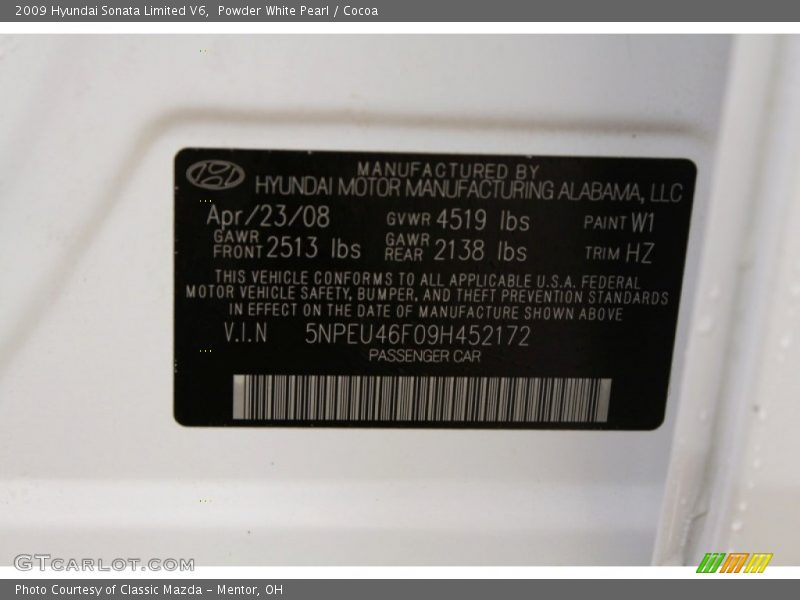 2009 Hyundai Sonata Limited V6,  Powder White Pearl / Cocoa
MANUFACTURED BY
HYUNDAI MOTOR MANUFACTURING ALABAMA, LLC
Apr/23/08 GVWR 4519 lbs PAINT W1
GAWR FRONT 2513 lbs GAWR REAR 2138 lbs TRIM HZ
THIS VEHICLE CONFORMS TO ALL APPLICABLE U.S.A. FEDERAL
MOTOR VEHICLE SAFETY, BUMPER, AND THEFT PREVENTION STANDARDS
IN EFFECT ON THE DATE OF MANUFACTURE SHOWN ABOVE
V.I.N 5NPEU46F09H452172
PASSENGER CAR
GTCARLOT.COM
Photo Courtesy of Classic Mazda - Mentor, OH